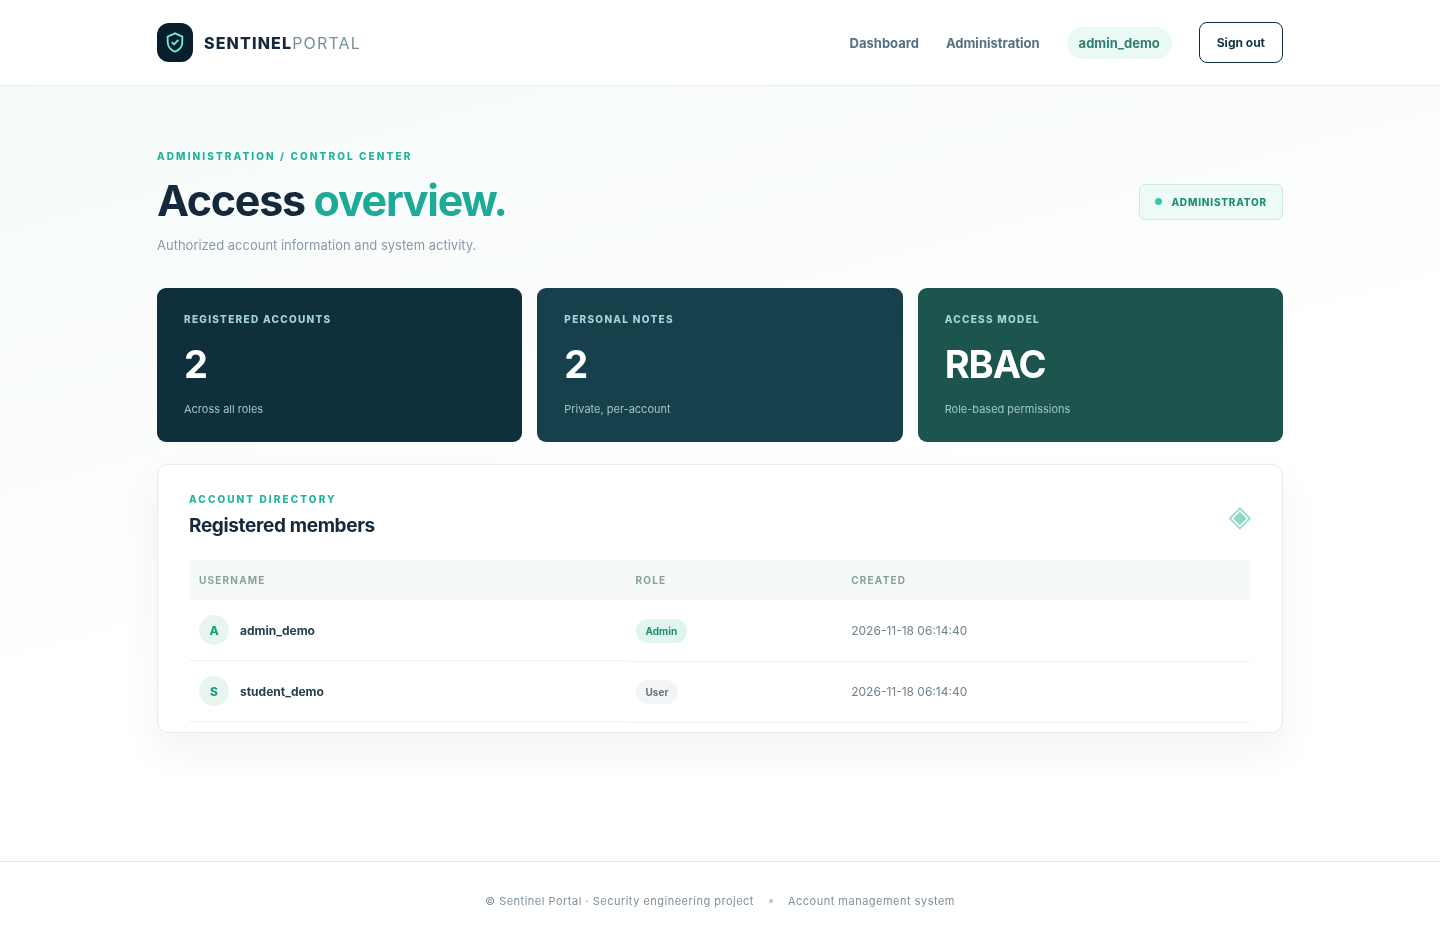 SENTINELPORTAL
Dashboard
Administration
admin_demo
Sign out
ADMINISTRATION / CONTROL CENTER
Access overview.
Authorized account information and system activity.
ADMINISTRATOR
REGISTERED ACCOUNTS
2
Across all roles
PERSONAL NOTES
2
Private, per-account
ACCESS MODEL
RBAC
Role-based permissions
ACCOUNT DIRECTORY
Registered members
USERNAME ROLE CREATED
A admin_demo Admin 2026-11-18 06:14:40
S student_demo User 2026-11-18 06:14:40
© Sentinel Portal · Security engineering project • Account management system